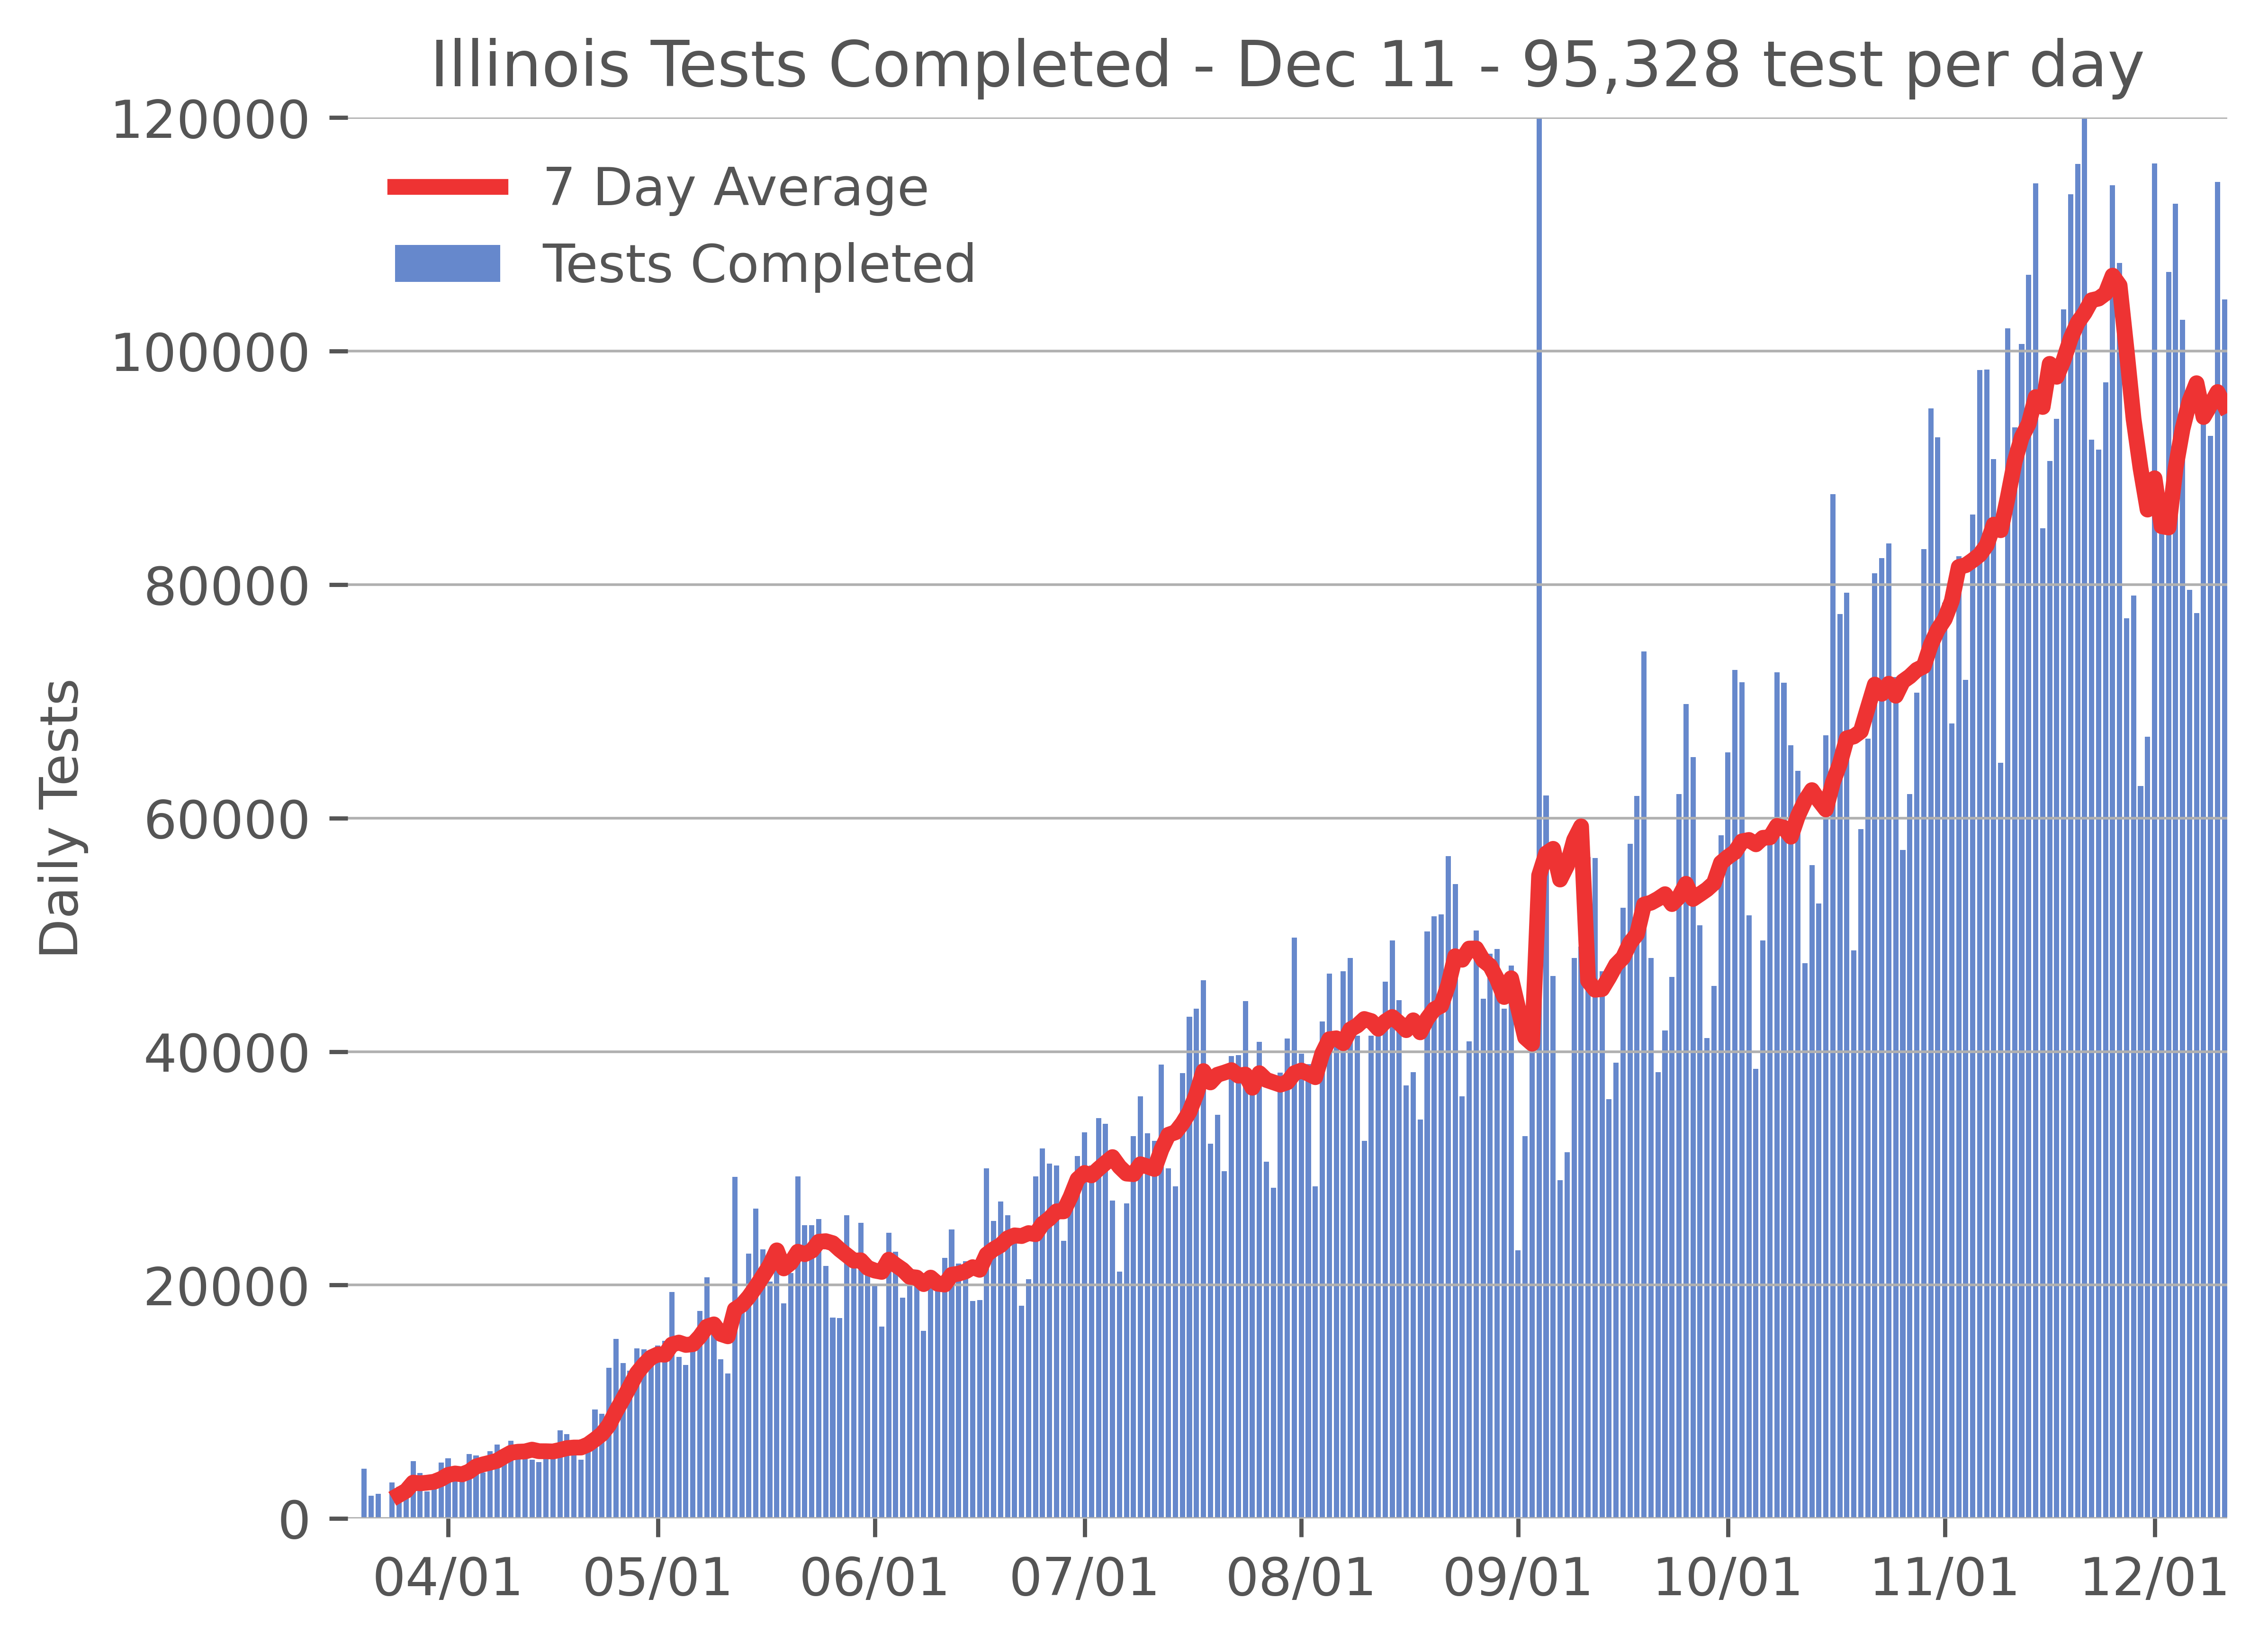 Illinois Tests Completed - Dec 11 - 95,328 test per day
120000
7 Day Average
Tests Completed
100000
80000
Daily Tests
60000
40000
20000
0
04/01 05/01 06/01 07/01 08/01 09/01 10/01 11/01 12/01